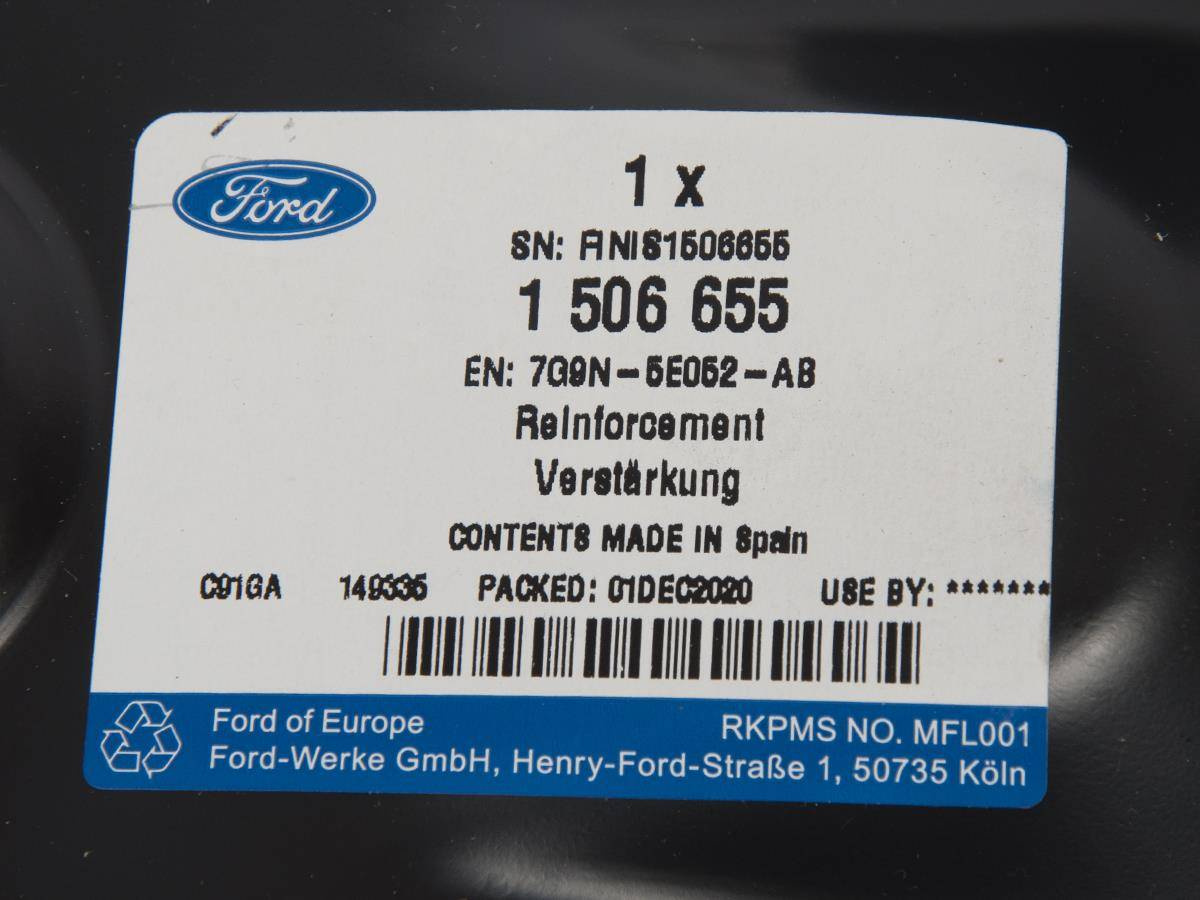 Ford
1 x
SN: FINIS1506655
1 506 655
EN: 7G9N-5E052-AB
Reinforcement
Verstärkung
CONTENTS MADE IN Spain
C91GA 149335 PACKED: 01DEC2020 USE BY: *******
Ford of Europe RKPMS NO. MFL001
Ford-Werke GmbH, Henry-Ford-Straße 1, 50735 Köln